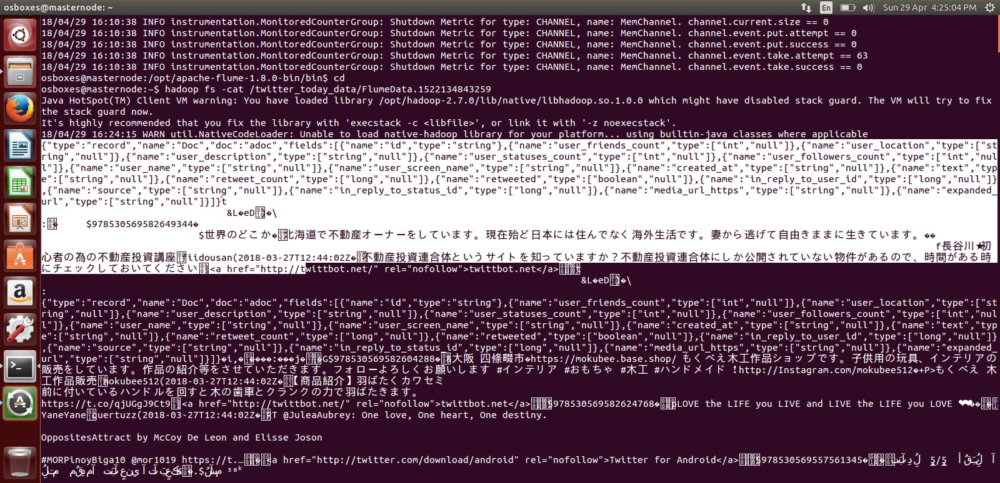 osboxes@masternode: ~
En
Sun 29 Apr 4:25:04 PM
18/04/29 16:10:38 INFO instrumentation.MonitoredCounterGroup: Shutdown Metric for type: CHANNEL, name: MemChannel. channel.current.size == 0
18/04/29 16:10:38 INFO instrumentation.MonitoredCounterGroup: Shutdown Metric for type: CHANNEL, name: MemChannel. channel.event.put.attempt == 0
18/04/29 16:10:38 INFO instrumentation.MonitoredCounterGroup: Shutdown Metric for type: CHANNEL, name: MemChannel. channel.event.put.success == 0
18/04/29 16:10:38 INFO instrumentation.MonitoredCounterGroup: Shutdown Metric for type: CHANNEL, name: MemChannel. channel.event.take.attempt == 63
18/04/29 16:10:38 INFO instrumentation.MonitoredCounterGroup: Shutdown Metric for type: CHANNEL, name: MemChannel. channel.event.take.success == 0
osboxes@masternode:/opt/apache-flume-1.8.0-bin/bin$ cd
osboxes@masternode:~$ hadoop fs -cat /twitter_today_data/FlumeData.1522134843259
Java HotSpot(TM) Client VM warning: You have loaded library /opt/hadoop-2.7.0/lib/native/libhadoop.so.1.0.0 which might have disabled stack guard. The VM will try to fix
the stack guard now.
It's highly recommended that you fix the library with 'execstack -c <libfile>', or link it with '-z noexecstack'.
18/04/29 16:24:15 WARN util.NativeCodeLoader: Unable to load native-hadoop library for your platform... using builtin-java classes where applicable
{"type":"record","name":"Doc","doc":"adoc","fields":[{"name":"id","type":"string"},{"name":"user_friends_count","type":["int","null"]},{"name":"user_location","type":["st
ring","null"]},{"name":"user_description","type":["string","null"]},{"name":"user_statuses_count","type":["int","null"]},{"name":"user_followers_count","type":["int","nul
l"]},{"name":"user_name","type":["string","null"]},{"name":"user_screen_name","type":["string","null"]},{"name":"created_at","type":["string","null"]},{"name":"text","typ
e":["string","null"]},{"name":"retweet_count","type":["long","null"]},{"name":"retweeted","type":["boolean","null"]},{"name":"in_reply_to_user_id","type":["long","null"]}
,{"name":"source","type":["string","null"]},{"name":"in_reply_to_status_id","type":["long","null"]},{"name":"media_url_https","type":["string","null"]},{"name":"expanded_
url","type":["string","null"]}]}t
&L�eD�\
:� $978530569582649344�
$世界のどこか�北海道で不動産オーナーをしています。現在殆ど日本には住んでなく海外生活です。妻から逃げて自由きままに生きています。��
f長谷川★初
心者の為の不動産投資講座jiidousan(2018-03-27T12:44:02Z�不動産投資連合体というサイトを知っていますか？不動産投資連合体にしか公開されていない物件があるので、時間がある時
にチェックしておいてください<a href="http://twittbot.net/" rel="nofollow">twittbot.net</a>t
&L�eD�\
:
{"type":"record","name":"Doc","doc":"adoc","fields":[{"name":"id","type":"string"},{"name":"user_friends_count","type":["int","null"]},{"name":"user_location","type":["st
ring","null"]},{"name":"user_description","type":["string","null"]},{"name":"user_statuses_count","type":["int","null"]},{"name":"user_followers_count","type":["int","nul
l"]},{"name":"user_name","type":["string","null"]},{"name":"user_screen_name","type":["string","null"]},{"name":"created_at","type":["string","null"]},{"name":"text","typ
e":["string","null"]},{"name":"retweet_count","type":["long","null"]},{"name":"retweeted","type":["boolean","null"]},{"name":"in_reply_to_user_id","type":["long","null"]}
,{"name":"source","type":["string","null"]},{"name":"in_reply_to_status_id","type":["long","null"]},{"name":"media_url_https","type":["string","null"]},{"name":"expanded_
url","type":["string","null"]}]}G$978530569582604288�大阪 四條畷市�https://mokubee.base.shop/ もくべえ木工作品ショップです。子供用の玩具、インテリアの
販売をしています。作品の紹介等をさせていただきます。フォローよろしくお願いします #インテリア #おもちゃ #木工 #ハンドメイド !http://Instagram.com/mokubee512�+P>もくべえ 木
工作品販売mokubee512(2018-03-27T12:44:02Z�【商品紹介】羽ばたくカワセミ
前に付いているハンドルを回すと木の歯車とクランクの力で羽ばたきます。
https://t.co/qjUGgJ9Ct9<a href="http://twittbot.net/" rel="nofollow">twittbot.net</a>$978530569582624768�LOVE the LIFE you LIVE and LIVE the LIFE you LOVE ❤❤
YaneYanequertuzz(2018-03-27T12:44:02Z�RT @JuleaAubrey: One love, One heart, One destiny.
OppositesAttract by McCoy De Leon and Elisse Joson
#MORPinoyBiga10 @mor1019 https://t.…<a href="http://twitter.com/download/android" rel="nofollow">Twitter for Android</a>$978530569557561345�